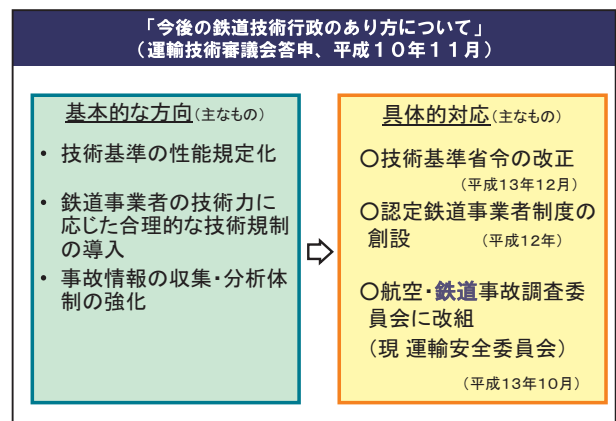 「今後の鉄道技術行政のあり方について」
（運輸技術審議会答申、平成１０年１１月）
基本的な方向(主なもの)
• 技術基準の性能規定化
• 鉄道事業者の技術力に
応じた合理的な技術規制
の導入
• 事故情報の収集・分析体
制の強化
⇨
具体的対応(主なもの)
○技術基準省令の改正
(平成13年12月)
○認定鉄道事業者制度の
創設 (平成12年)
○航空・鉄道事故調査委
員会に改組
(現 運輸安全委員会)
(平成13年10月)